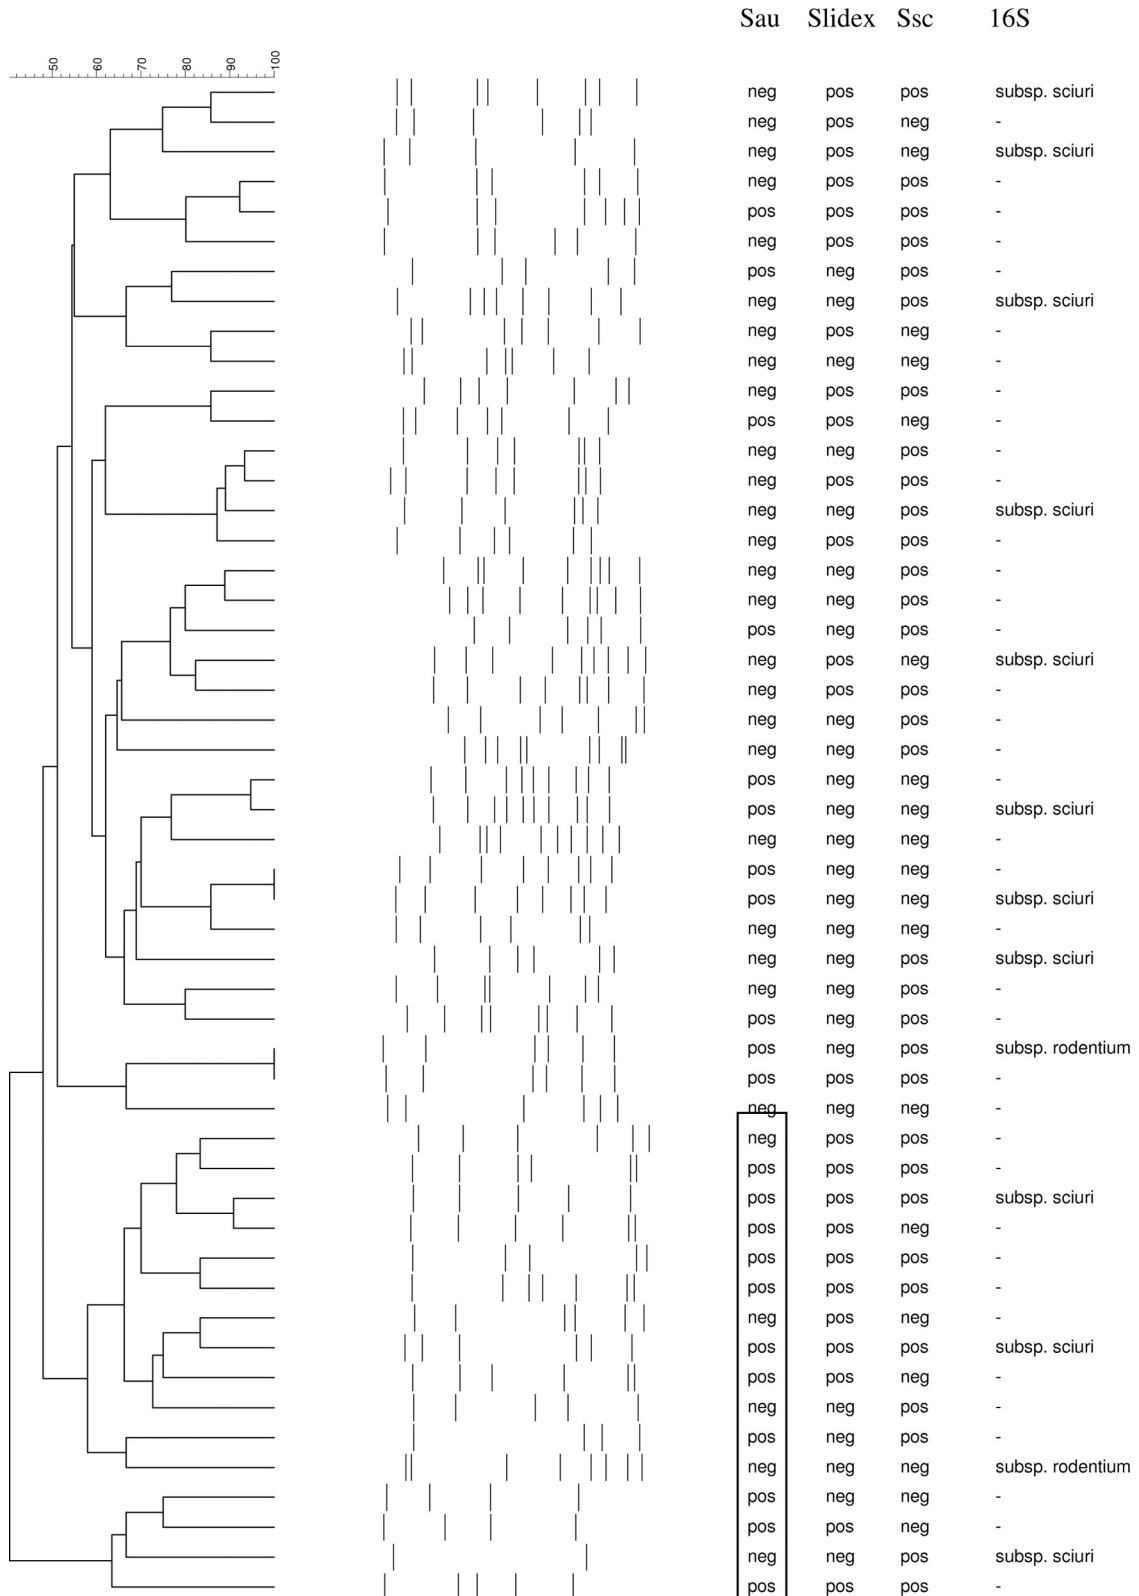 Sau Slidex Ssc 16S
50 60 70 80 90 100
neg pos pos subsp. sciuri
neg pos neg -
neg pos neg subsp. sciuri
neg pos pos -
pos pos pos -
neg pos pos -
pos neg pos -
neg neg pos subsp. sciuri
neg pos neg -
neg neg neg -
neg pos pos -
pos pos neg -
neg neg pos -
neg pos pos -
neg neg pos subsp. sciuri
neg pos pos -
neg neg pos -
neg neg pos -
pos neg pos -
neg pos neg subsp. sciuri
neg pos pos -
neg neg pos -
neg neg pos -
pos neg neg -
pos neg neg subsp. sciuri
neg neg neg -
pos neg neg -
pos neg neg subsp. sciuri
neg neg neg -
neg neg pos subsp. sciuri
neg neg pos -
pos neg pos -
pos neg pos subsp. rodentium
pos pos pos -
neg neg neg -
neg pos pos -
pos pos pos -
pos pos pos subsp. sciuri
pos pos neg -
pos pos pos -
pos pos pos -
neg pos neg -
pos pos pos subsp. sciuri
pos pos neg -
neg neg pos -
pos neg pos -
neg neg neg subsp. rodentium
pos neg neg -
pos pos neg -
neg neg pos subsp. sciuri
pos pos pos -